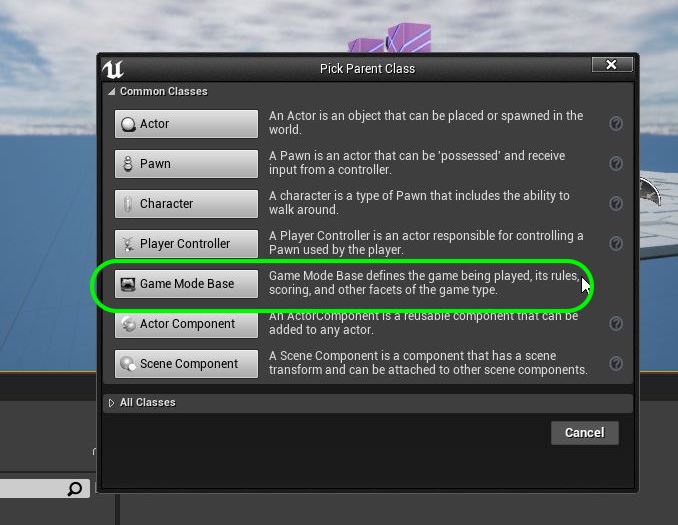 Pick Parent Class
Common Classes
Actor
An Actor is an object that can be placed or spawned in the
world.
Pawn
A Pawn is an actor that can be 'possessed' and receive
input from a controller.
Character
A character is a type of Pawn that includes the ability to
walk around.
Player Controller
A Player Controller is an actor responsible for controlling a
Pawn used by the player.
Game Mode Base
Game Mode Base defines the game being played, its rules,
scoring, and other facets of the game type.
Actor Component
An ActorComponent is a reusable component that can be
added to any actor.
Scene Component
A Scene Component is a component that has a scene
transform and can be attached to other scene components.
All Classes
Cancel